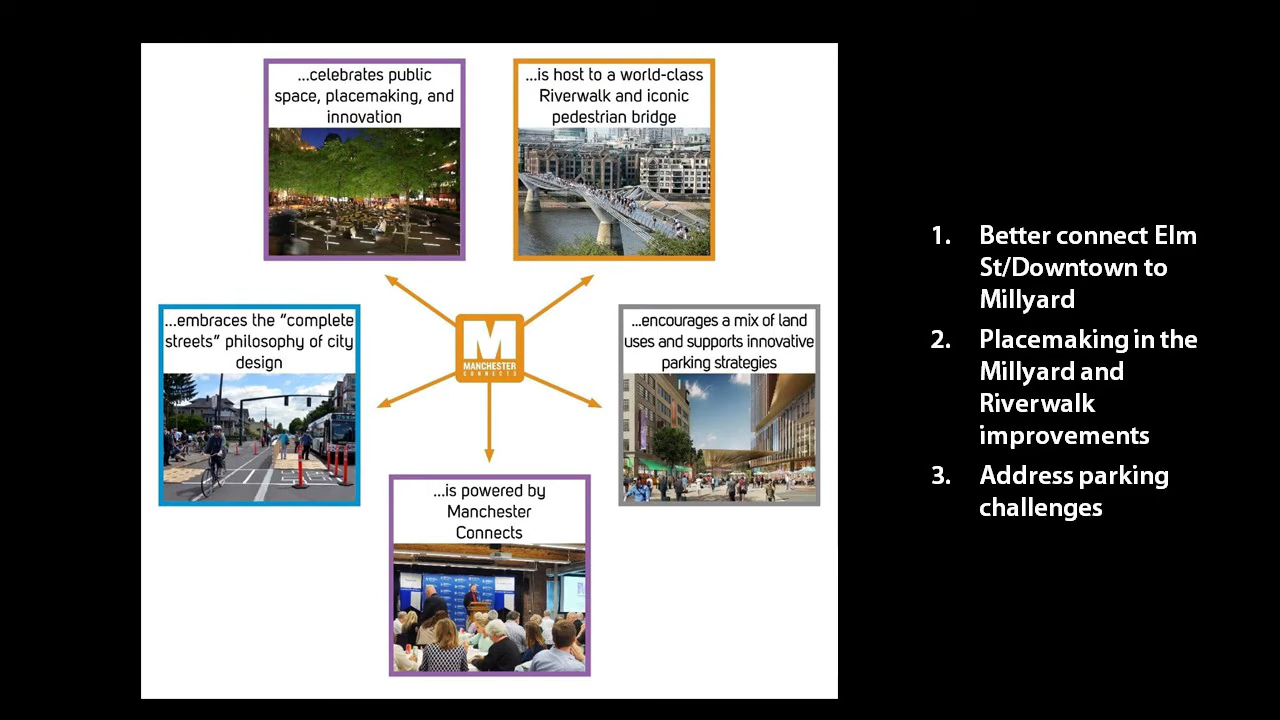 ...celebrates public
space, placemaking, and
innovation
...is host to a world-class
Riverwalk and iconic
pedestrian bridge
...embraces the “complete
streets” philosophy of city
design
M
MANCHESTER
CONNECTS
...encourages a mix of land
uses and supports innovative
parking strategies
...is powered by
Manchester
Connects
1. Better connect Elm
St/Downtown to
Millyard
2. Placemaking in the
Millyard and
Riverwalk
improvements
3. Address parking
challenges